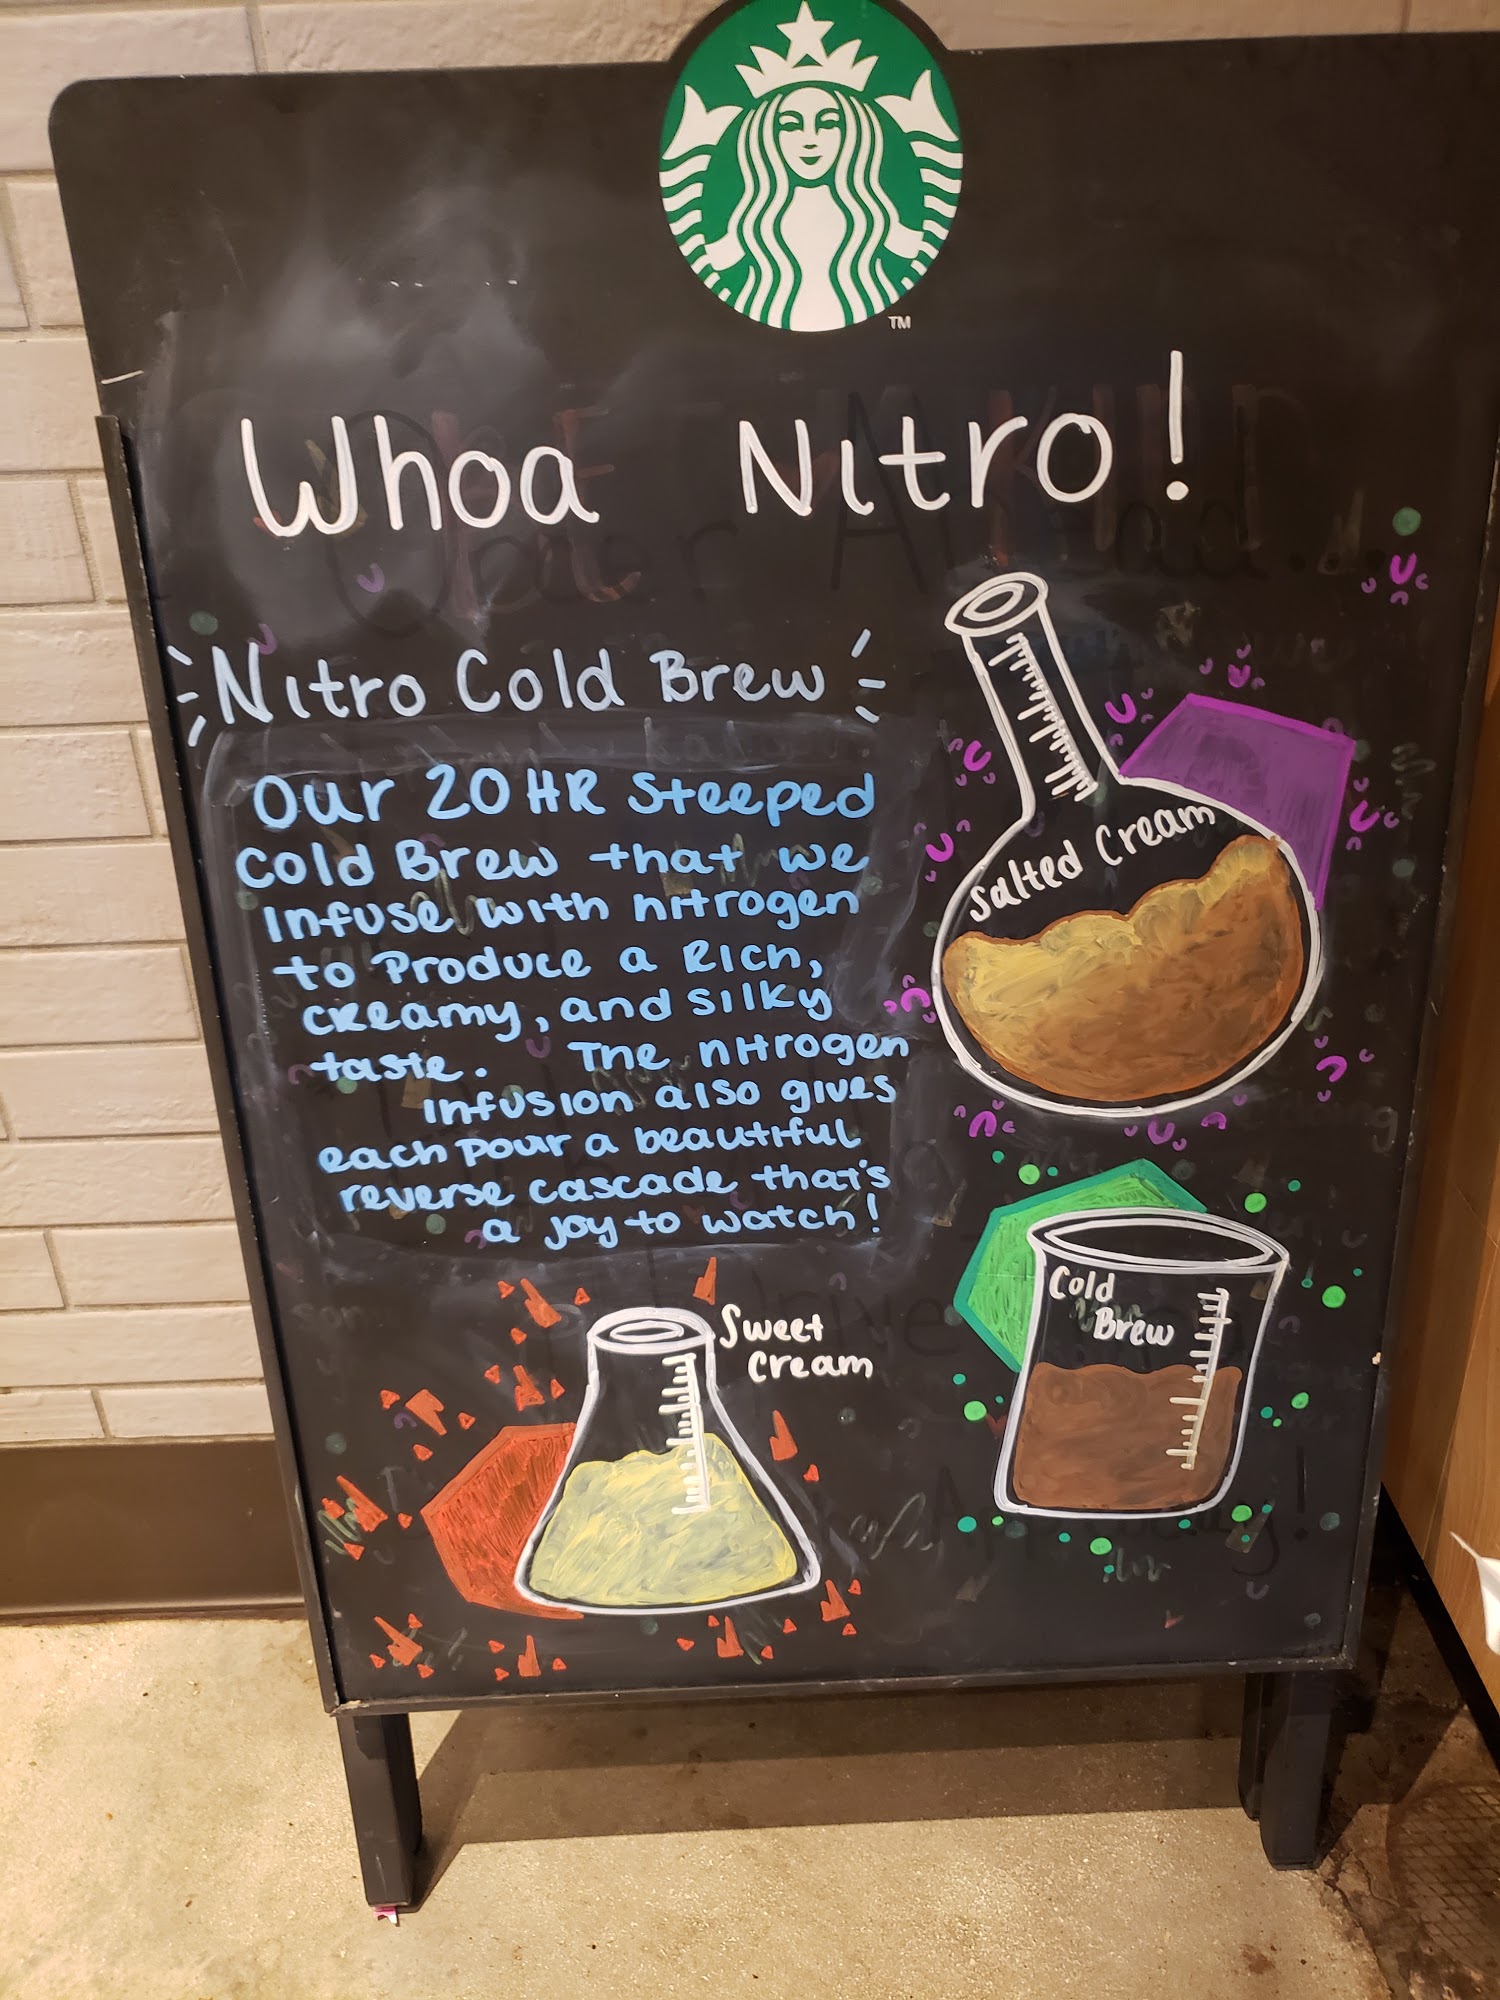 TM
Whoa Nitro!
Nitro Cold Brew
Our 20 HR Steeped
Cold Brew that we
infuse with nitrogen
to Produce a Rich,
creamy, and silky
taste. The nitrogen
infusion also gives
each pour a beautiful
reverse cascade that's
a joy to watch!
Salted Cream
Cold
Brew
Sweet
Cream